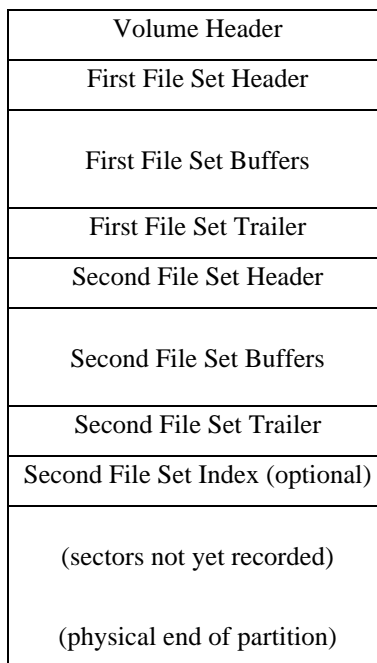 Volume Header
First File Set Header
First File Set Buffers
First File Set Trailer
Second File Set Header
Second File Set Buffers
Second File Set Trailer
Second File Set Index (optional)
(sectors not yet recorded)
(physical end of partition)